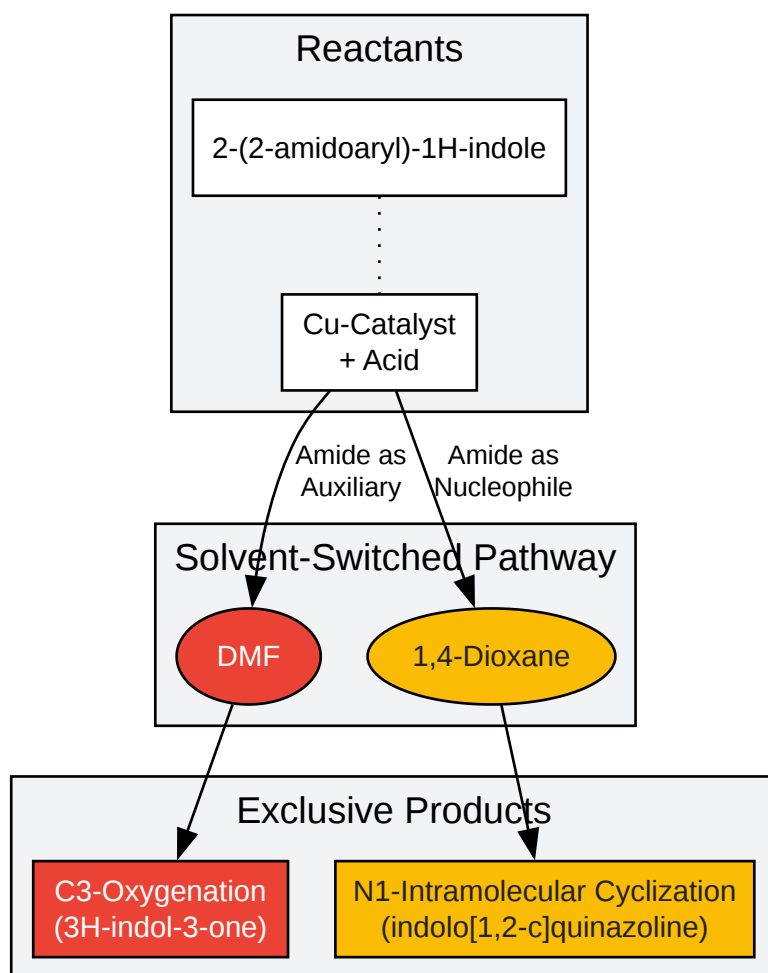 Reactants
2-(2-amidoaryl)-1H-indole
Cu-Catalyst
+ Acid
Amide as
Auxiliary
Amide as
Nucleophile
Solvent-Switched Pathway
DMF
1,4-Dioxane
Exclusive Products
C3-Oxygenation
(3H-indol-3-one)
N1-Intramolecular Cyclization
(indolo[1,2-c]quinazoline)